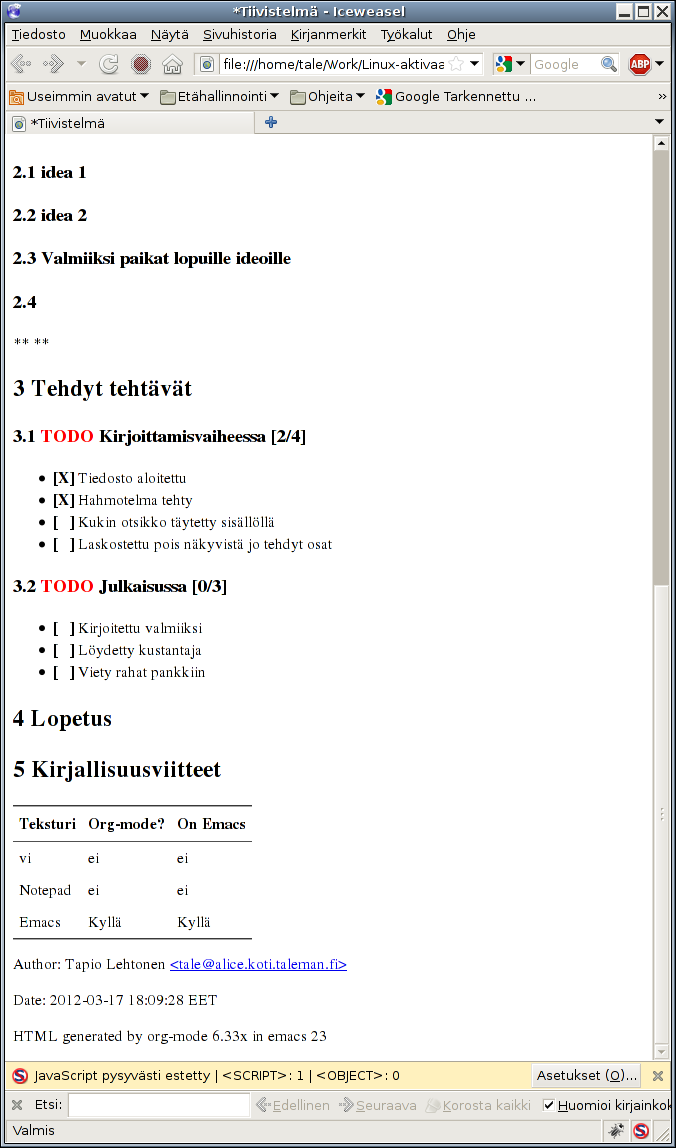 *Tiivistelmä - Iceweasel
Tiedosto Muokkaa Näytä Sivuhistoria Kirjanmerkit Työkalut Ohje
file:///home/tale/Work/Linux-aktivaa Google ABP
Useimmin avatut Etähallinnointi Ohjeita Google Tarkennettu ... »
*Tiivistelmä
2.1 idea 1
2.2 idea 2
2.3 Valmiiksi paikat lopuille ideoille
2.4
** **
3 Tehdyt tehtävät
3.1 TODO Kirjoittamisvaiheessa [2/4]
• [X] Tiedosto aloitettu
• [X] Hahmotelma tehty
• [ ] Kukin otsikko täytetty sisällöllä
• [ ] Laskostettu pois näkyvistä jo tehdyt osat
3.2 TODO Julkaisussa [0/3]
• [ ] Kirjoitettu valmiiksi
• [ ] Löydetty kustantaja
• [ ] Viety rahat pankkiin
4 Lopetus
5 Kirjallisuusviitteet
Teksturi Org-mode? On Emacs
vi ei ei
Notepad ei ei
Emacs Kyllä Kyllä
Author: Tapio Lehtonen <tale@alice.koti.taleman.fi>
Date: 2012-03-17 18:09:28 EET
HTML generated by org-mode 6.33x in emacs 23
JavaScript pysyvästi estetty | <SCRIPT>: 1 | <OBJECT>: 0 Asetukset (O)...
Etsi: Edellinen Seuraava Korosta kaikki Huomioi kirjainkok
Valmis